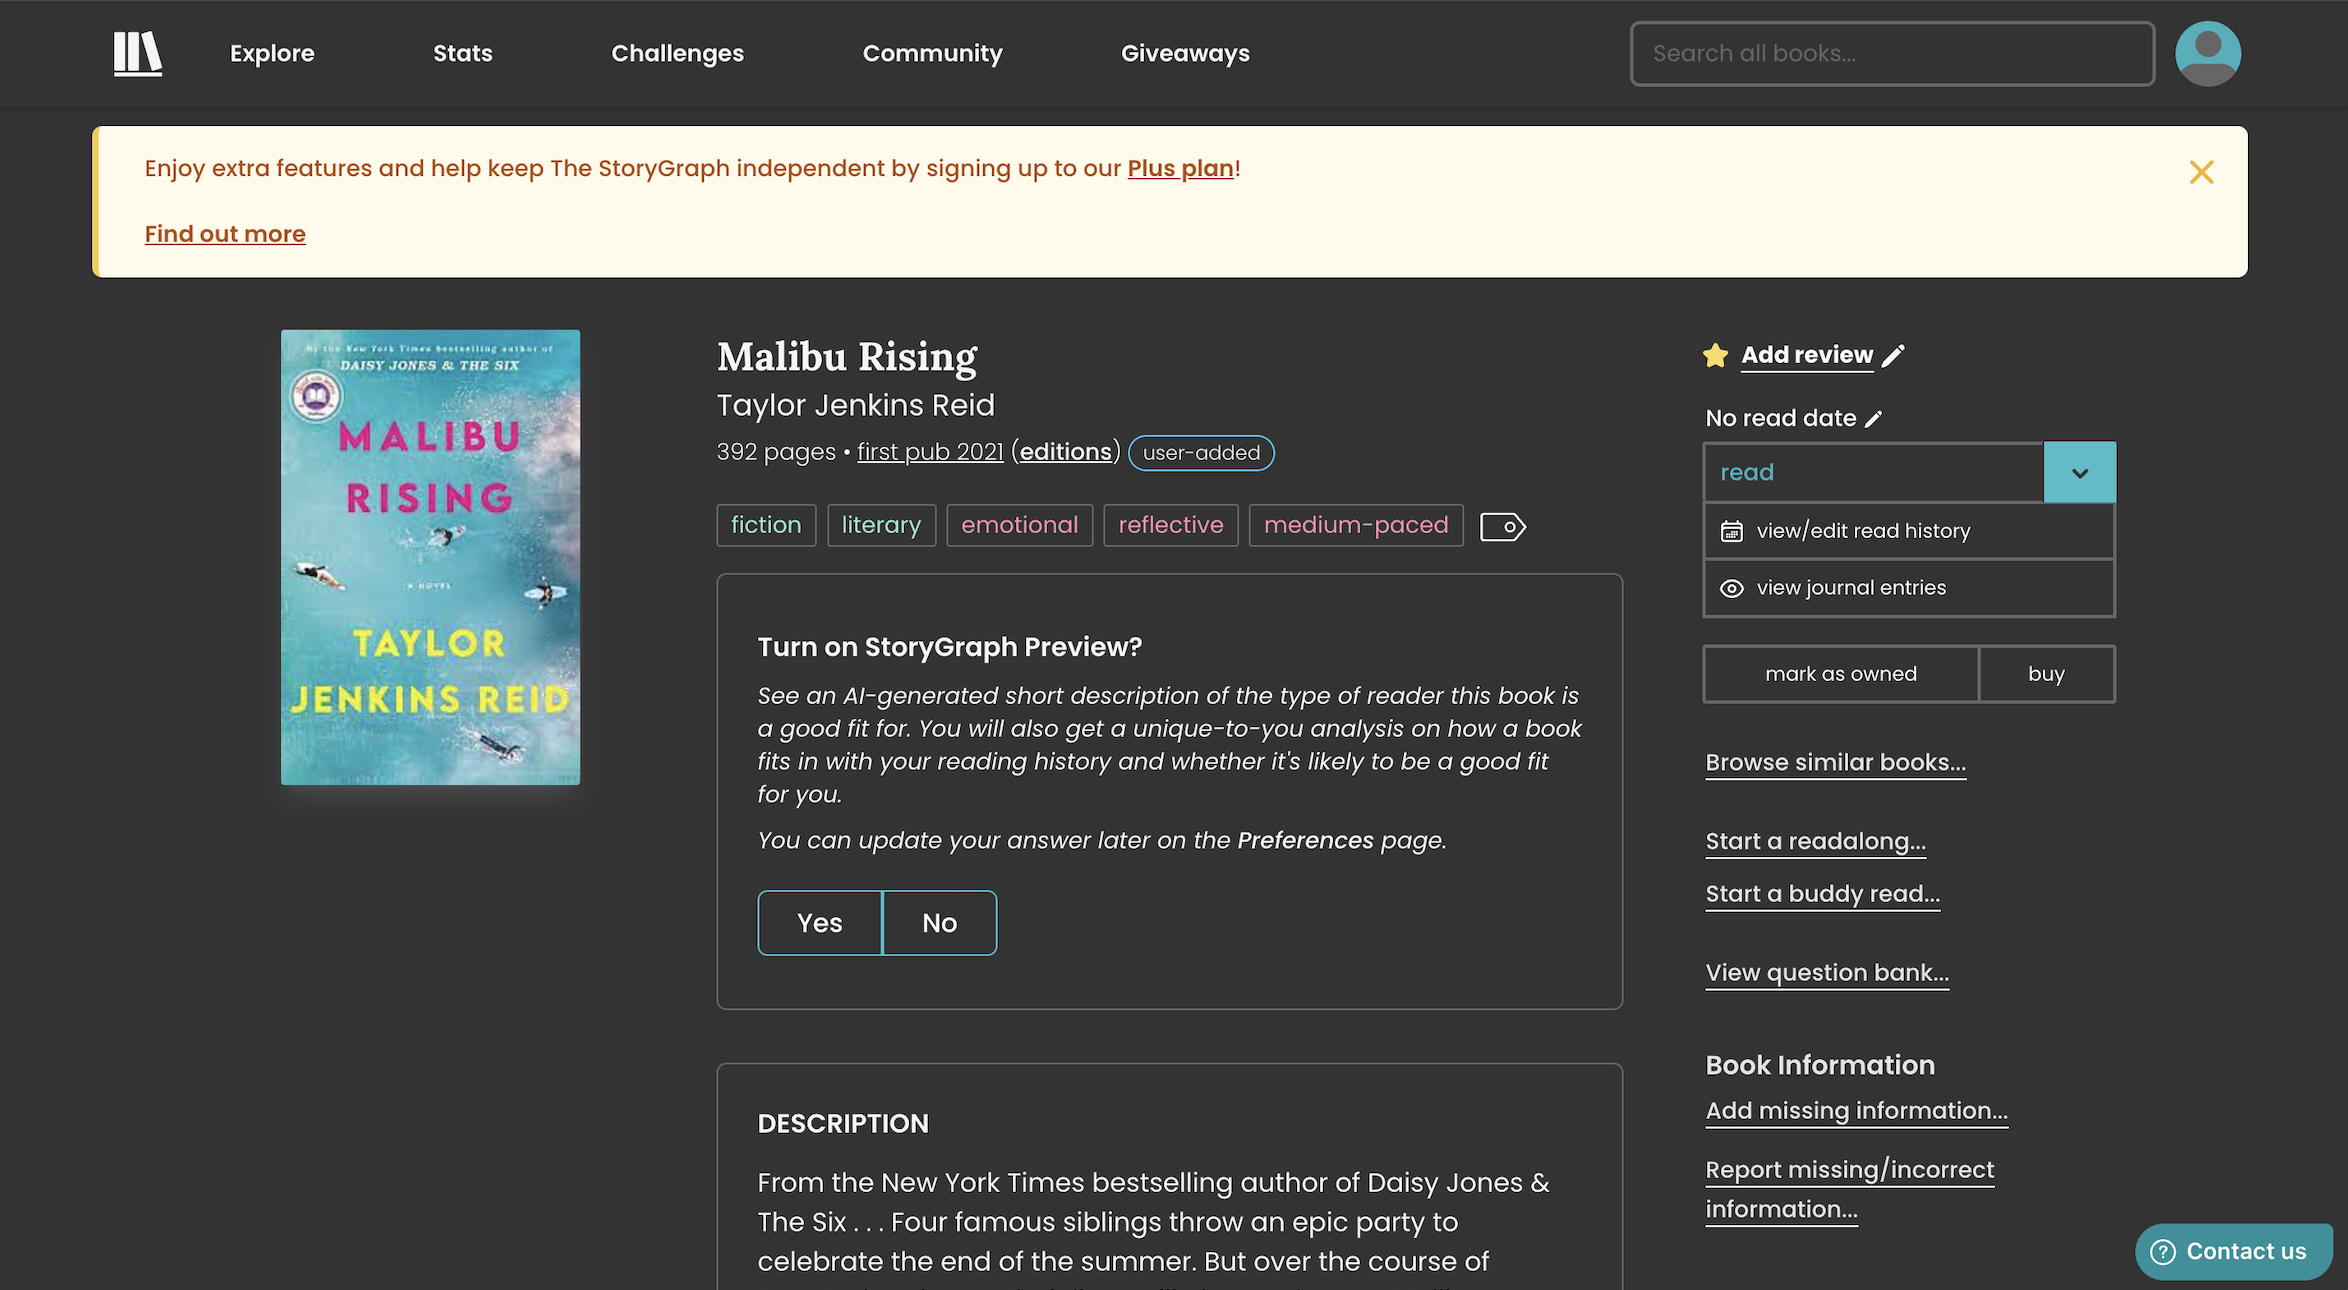 Explore Stats Challenges Community Giveaways Search all books...
Enjoy extra features and help keep The StoryGraph independent by signing up to our Plus plan!
Find out more
By the New York Times bestselling author of
DAISY JONES & THE SIX
MALIBU
RISING
A NOVEL
TAYLOR
JENKINS REID
Malibu Rising
Taylor Jenkins Reid
392 pages • first pub 2021 (editions) user-added
fiction literary emotional reflective medium-paced
Turn on StoryGraph Preview?
See an AI-generated short description of the type of reader this book is
a good fit for. You will also get a unique-to-you analysis on how a book
fits in with your reading history and whether it's likely to be a good fit
for you.
You can update your answer later on the Preferences page.
Yes No
DESCRIPTION
From the New York Times bestselling author of Daisy Jones &
The Six . . . Four famous siblings throw an epic party to
celebrate the end of the summer. But over the course of
Add review
No read date
read
view/edit read history
view journal entries
mark as owned buy
Browse similar books...
Start a readalong...
Start a buddy read...
View question bank...
Book Information
Add missing information...
Report missing/incorrect
information...
Contact us